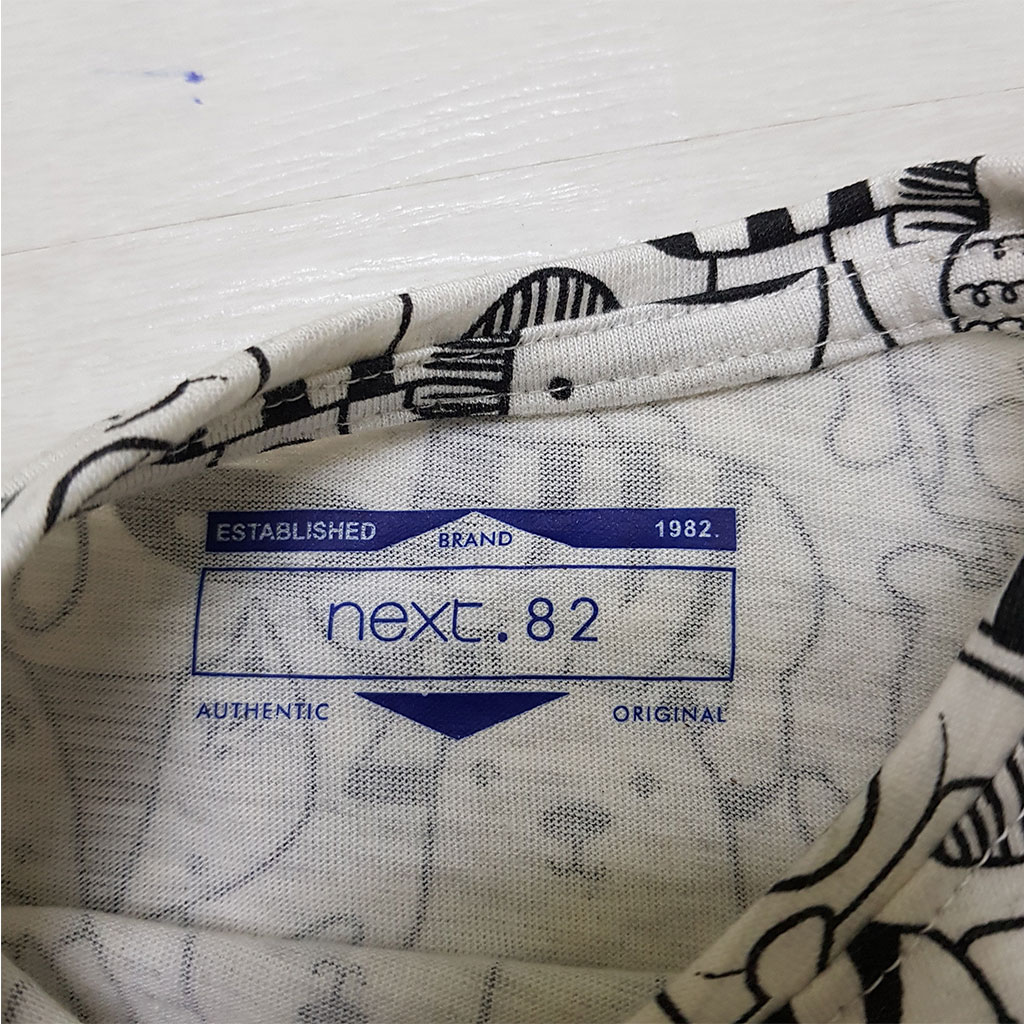 ESTABLISHED BRAND 1982.
next.82
AUTHENTIC ORIGINAL